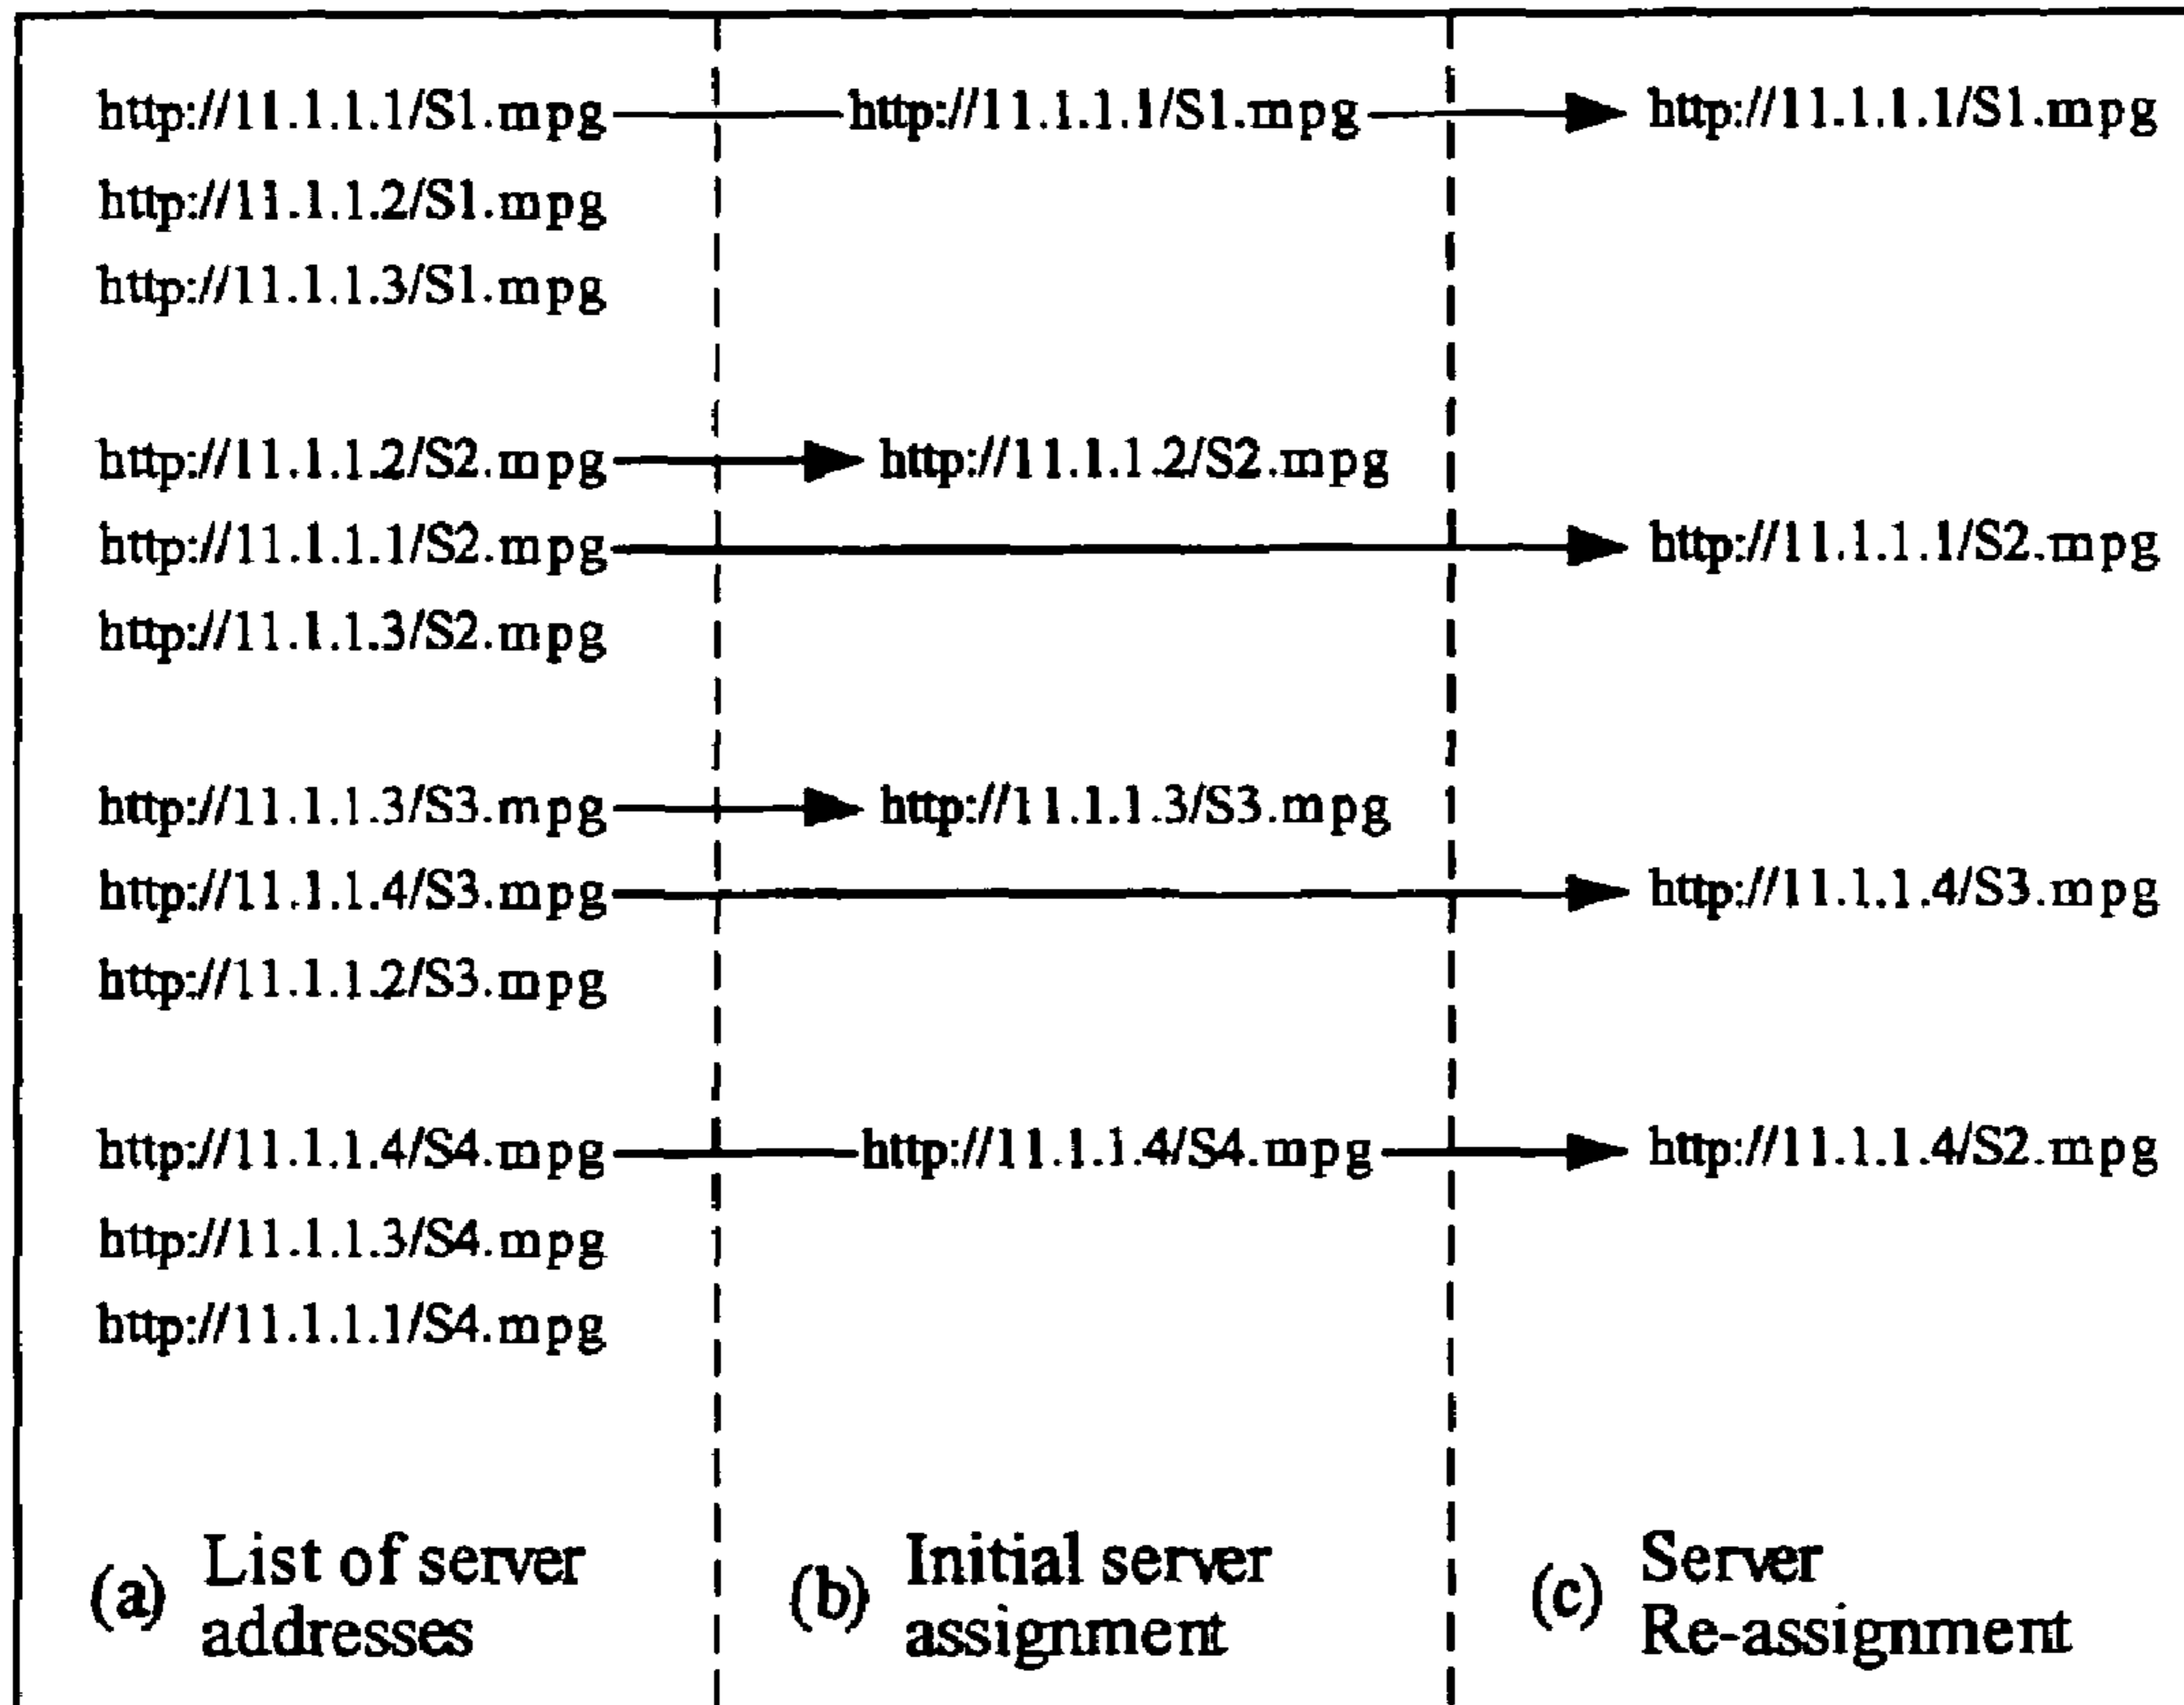 http://11.1.1.1/S1.mpg http://11.1.1.1/S1.mpg http://11.1.1.1/S1.mpg
http://11.1.1.2/S1.mpg
http://11.1.1.3/S1.mpg
http://11.1.1.2/S2.mpg http://11.1.1.2/S2.mpg
http://11.1.1.1/S2.mpg http://11.1.1.1/S2.mpg
http://11.1.1.3/S2.mpg
http://11.1.1.3/S3.mpg http://11.1.1.3/S3.mpg
http://11.1.1.4/S3.mpg http://11.1.1.4/S3.mpg
http://11.1.1.2/S3.mpg
http://11.1.1.4/S4.mpg http://11.1.1.4/S4.mpg http://11.1.1.4/S2.mpg
http://11.1.1.3/S4.mpg
http://11.1.1.1/S4.mpg
(a) List of server
addresses
(b) Initial server
assignment
(c) Server
Re-assignment